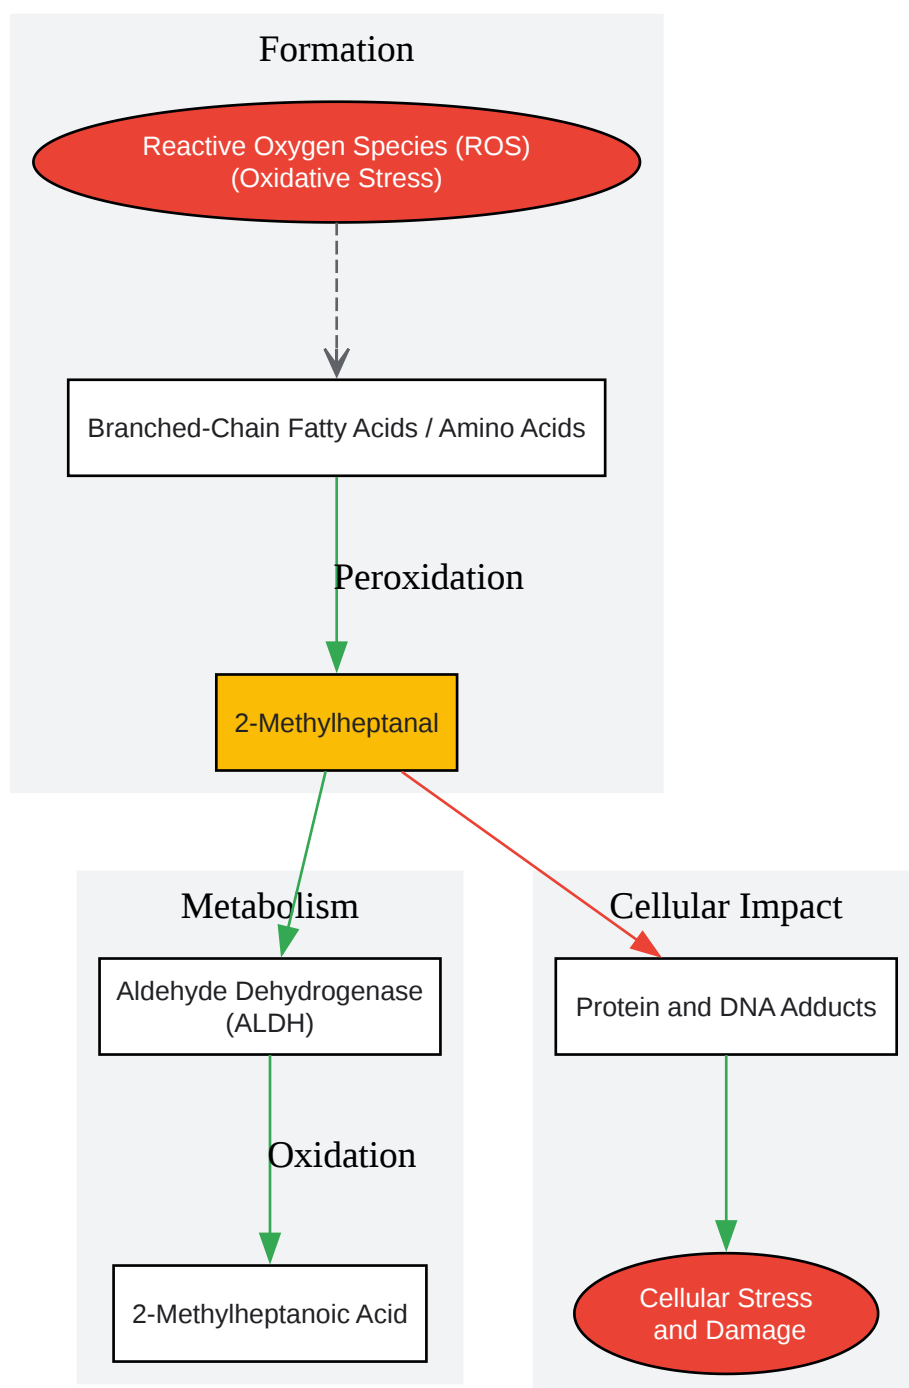 Formation
Reactive Oxygen Species (ROS)
(Oxidative Stress)
Branched-Chain Fatty Acids / Amino Acids
Peroxidation
2-Methylheptanal
Metabolism
Aldehyde Dehydrogenase
(ALDH)
Oxidation
2-Methylheptanoic Acid
Cellular Impact
Protein and DNA Adducts
Cellular Stress
and Damage